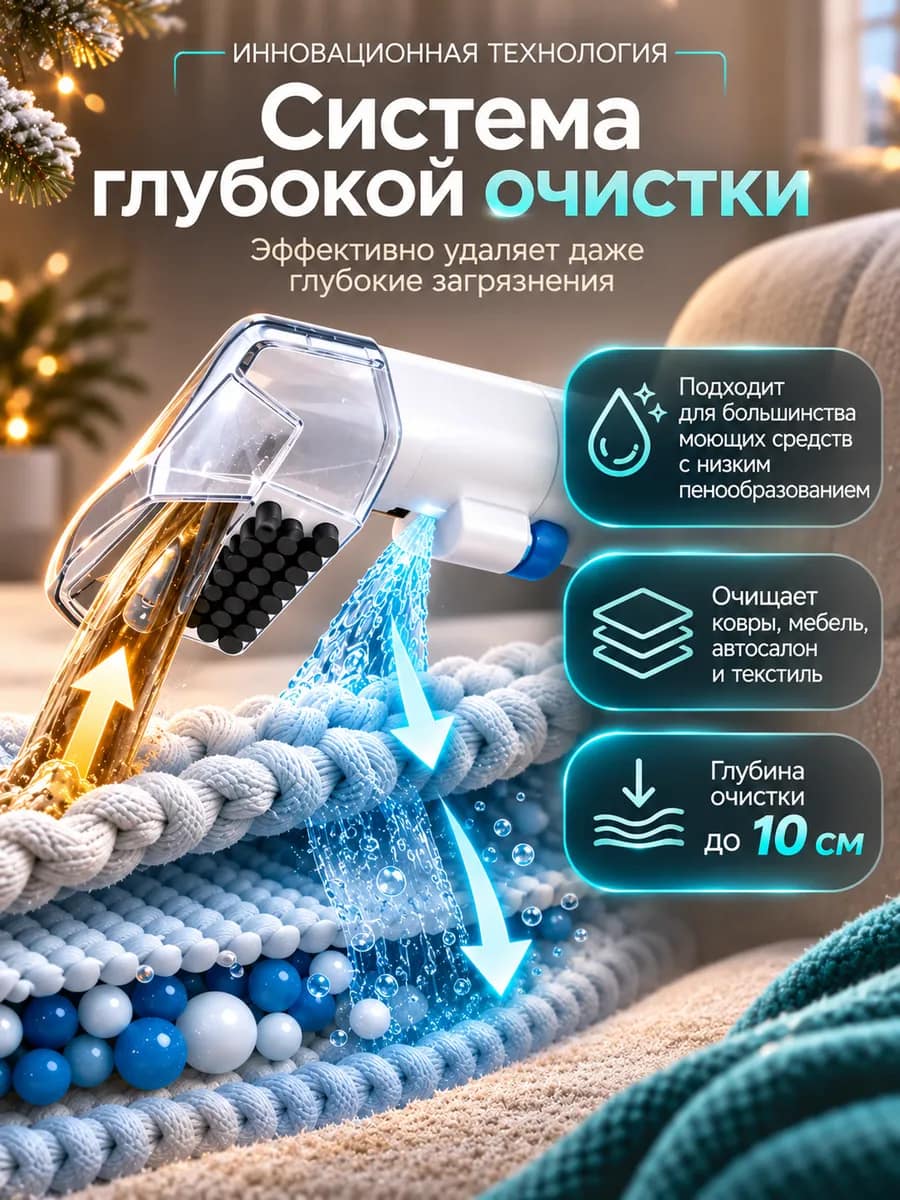 ИННОВАЦИОННАЯ ТЕХНОЛОГИЯ
Система
глубокой очистки
Эффективно удаляет даже
глубокие загрязнения
Подходит
для большинства
моющих средств
с низким
пенообразованием
Очищает
ковры, мебель,
автосалон
и текстиль
Глубина
очистки
до 10 см